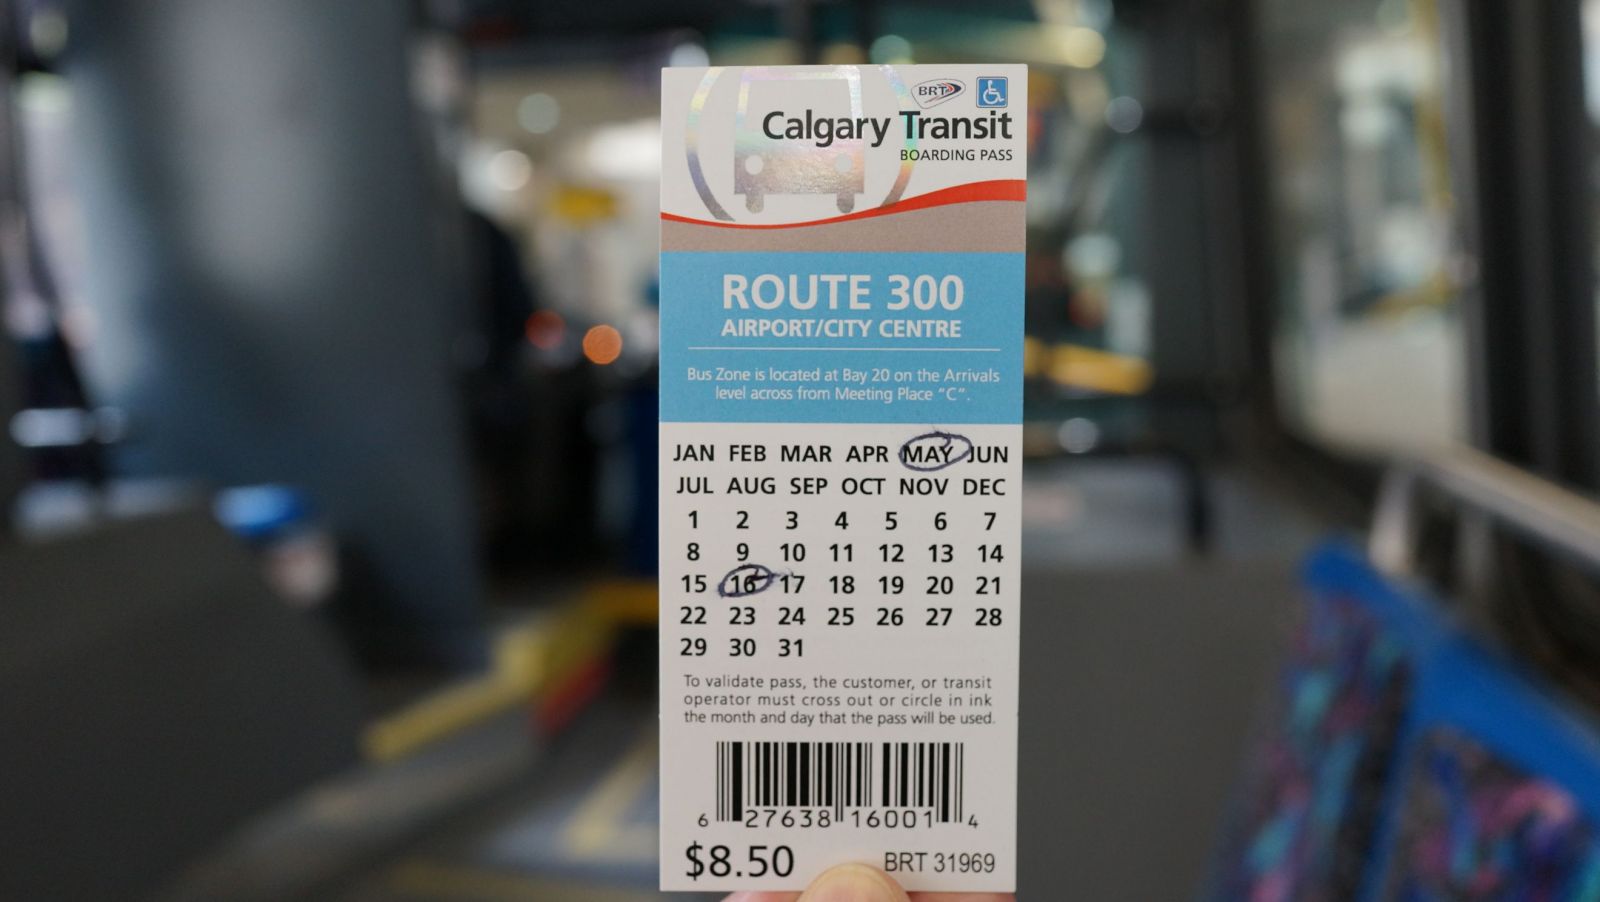 BRT
Calgary Transit
BOARDING PASS
ROUTE 300
AIRPORT/CITY CENTRE
Bus Zone is located at Bay 20 on the Arrivals
level across from Meeting Place "C".
JAN FEB MAR APR MAY JUN
JUL AUG SEP OCT NOV DEC
1 2 3 4 5 6 7
8 9 10 11 12 13 14
15 16 17 18 19 20 21
22 23 24 25 26 27 28
29 30 31
To validate pass, the customer, or transit
operator must cross out or circle in ink
the month and day that the pass will be used.
6 27638 16001 4
$8.50 BRT 31969